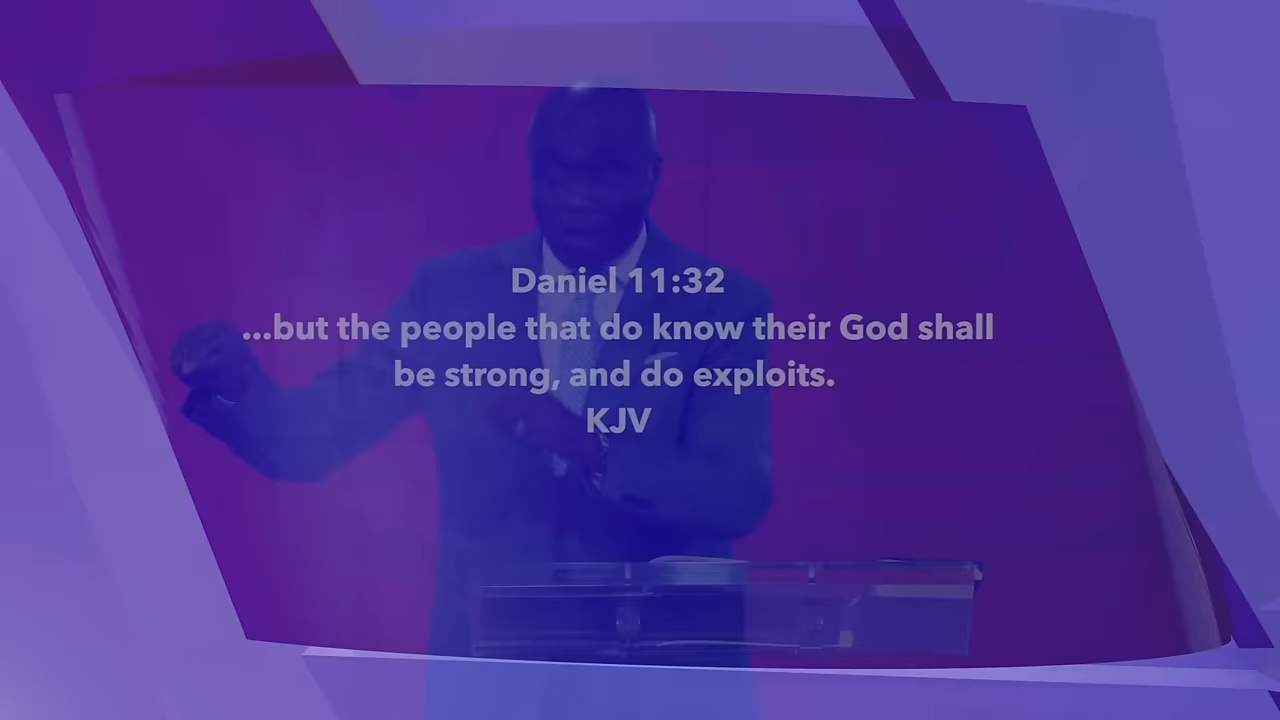 Daniel 11:32
...but the people that do know their God shall
be strong, and do exploits.
KJV